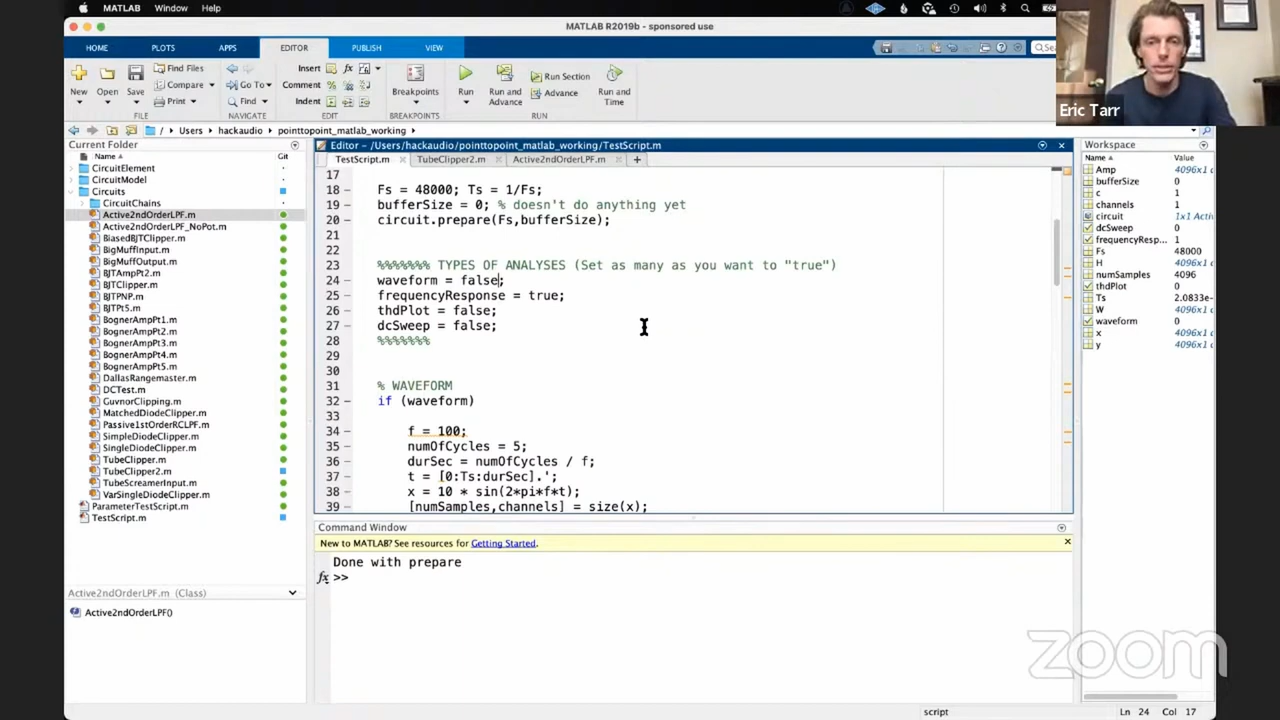 MATLAB Window Help
MATLAB R2019b - sponsored use
HOME PLOTS APPS EDITOR PUBLISH VIEW
Eric Tarr
New Open Save
Find Files
Compare
Print
FILE
Go To
Find
NAVIGATE
Insert
Comment
Indent
EDIT
Breakpoints
BREAKPOINTS
Run
Run and Advance
Run Section
Advance
Run and Time
RUN
/ Users hackaudio pointtopoint_matlab_working
Current Folder
Name Git
CircuitElement
CircuitModel
Circuits
CircuitChains
Active2ndOrderLPF.m
Active2ndOrderLPF_NoPot.m
BiasedBJTClipper.m
BigMuffInput.m
BigMuffOutput.m
BJTAmpPt2.m
BJTClipper.m
BJTPNP.m
BJTPt5.m
BognerAmpPt1.m
BognerAmpPt2.m
BognerAmpPt3.m
BognerAmpPt4.m
BognerAmpPt5.m
DallasRangemaster.m
DCTest.m
GuvnorClipping.m
MatchedDiodeClipper.m
Passive1stOrderRCLPF.m
SimpleDiodeClipper.m
SingleDiodeClipper.m
TubeClipper.m
TubeClipper2.m
TubeScreamerInput.m
VarSingleDiodeClipper.m
ParameterTestScript.m
TestScript.m
Active2ndOrderLPF.m (Class)
Active2ndOrderLPF()
Editor - /Users/hackaudio/pointtopoint_matlab_working/TestScript.m
TestScript.m TubeClipper2.m Active2ndOrderLPF.m
17
18 Fs = 48000; Ts = 1/Fs;
19 bufferSize = 0; % doesn't do anything yet
20 circuit.prepare(Fs,bufferSize);
21
22
23 %%%%%%% TYPES OF ANALYSES (Set as many as you want to "true")
24 waveform = false;
25 frequencyResponse = true;
26 thdPlot = false;
27 dcSweep = false;
28 %%%%%%%
29
30
31 % WAVEFORM
32 if (waveform)
33
34 f = 100;
35 numOfCycles = 5;
36 durSec = numOfCycles / f;
37 t = [0:Ts:durSec].';
38 x = 10 * sin(2*pi*f*t);
39 [numSamples,channels] = size(x);
Command Window
New to MATLAB? See resources for Getting Started.
Done with prepare
fx >>
Workspace
Name Value
Amp 4096x1
bufferSize 0
c 1
channels 1
circuit 1x1 Acti
dcSweep 0
frequencyResp... 1
Fs 48000
H 4096x1
numSamples 4096
thdPlot 0
Ts 2.0833e-
W 4096x1
waveform 0
x 4096x1
y 4096x1
zoom
script Ln 24 Col 17